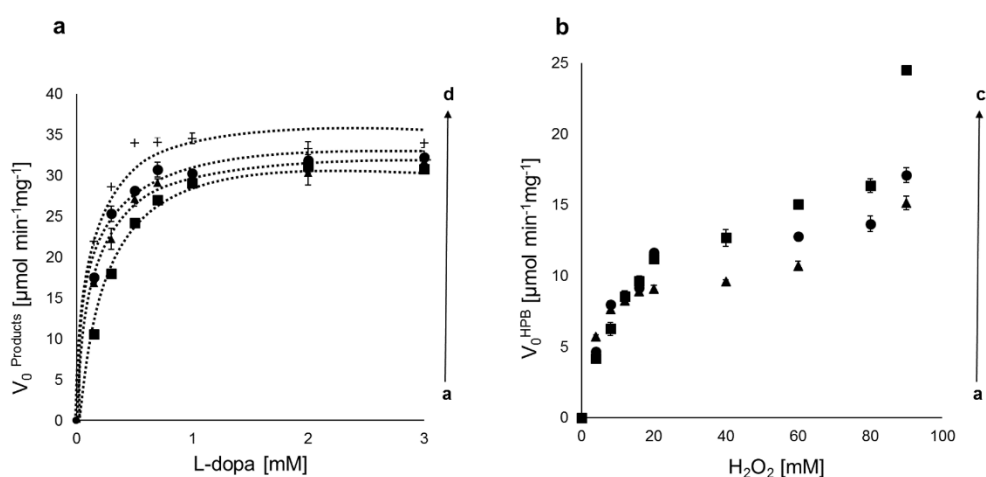 a
V₀ ᴾʳᵒᵈᵘᶜᵗˢ [µmol min⁻¹mg⁻¹]
40
35
30
25
20
15
10
5
0
0 1 2 3
L-dopa [mM]
d
a
b
V₀ᴴᴾᴮ [µmol min⁻¹mg⁻¹]
25
20
15
10
5
0
0 20 40 60 80 100
H₂O₂ [mM]
c
a